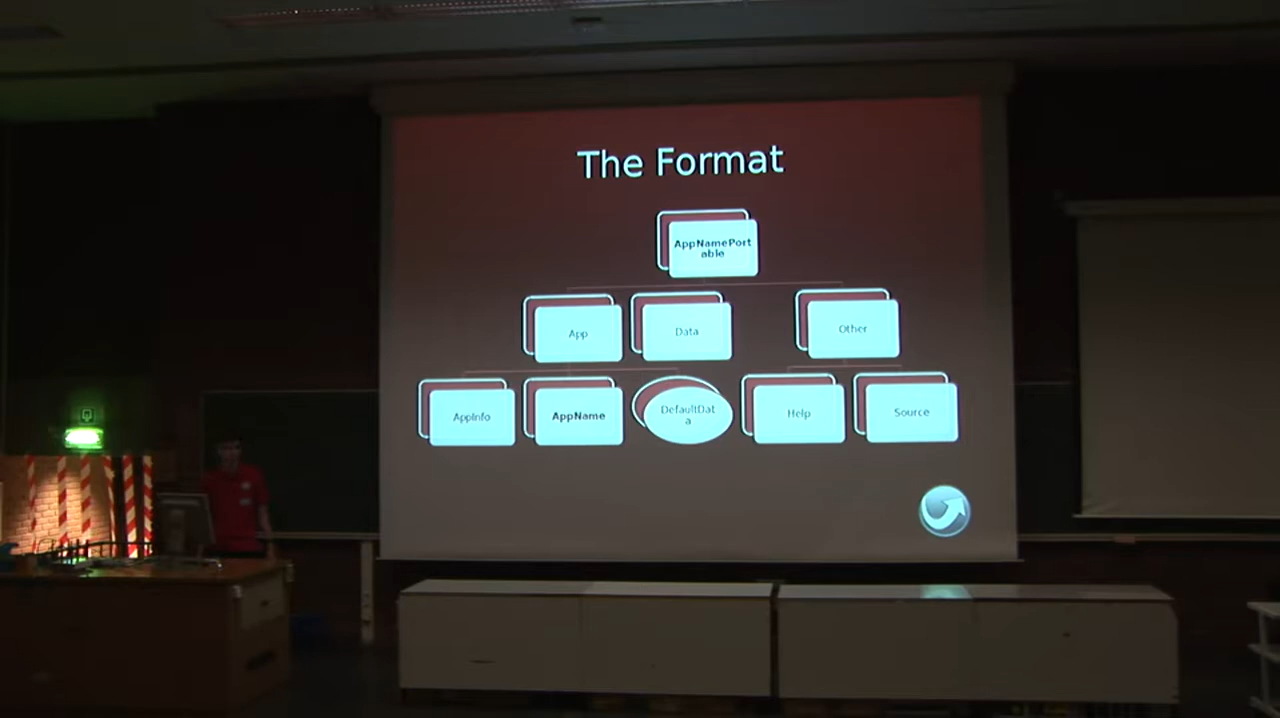 The Format
AppNamePort
able
App
Data
Other
AppInfo
AppName
DefaultDat
a
Help
Source